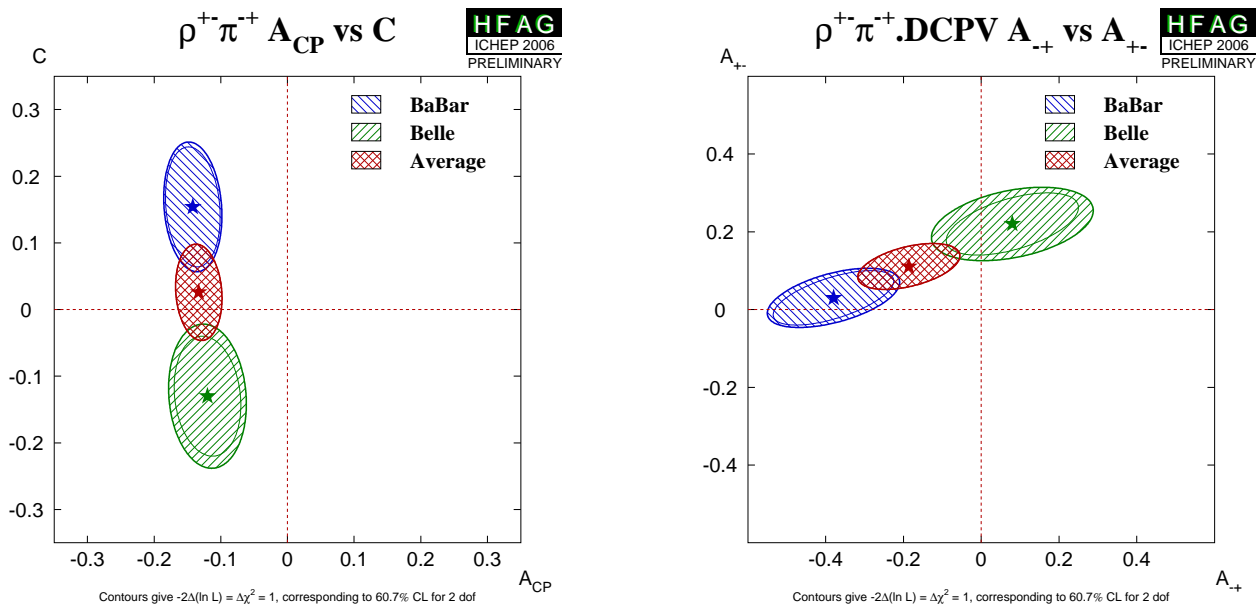 ρ⁺⁻π⁻⁺ A_CP vs C
HFAG
ICHEP 2006
PRELIMINARY
C
BaBar
Belle
Average
0.3
0.2
0.1
0
-0.1
-0.2
-0.3
-0.3 -0.2 -0.1 0 0.1 0.2 0.3
A_CP
Contours give -2Δ(ln L) = Δχ² = 1, corresponding to 60.7% CL for 2 dof
ρ⁺⁻π⁻⁺.DCPV A₋₊ vs A₊₋
HFAG
ICHEP 2006
PRELIMINARY
A₊₋
BaBar
Belle
Average
0.4
0.2
0
-0.2
-0.4
-0.4 -0.2 0 0.2 0.4
A₋₊
Contours give -2Δ(ln L) = Δχ² = 1, corresponding to 60.7% CL for 2 dof